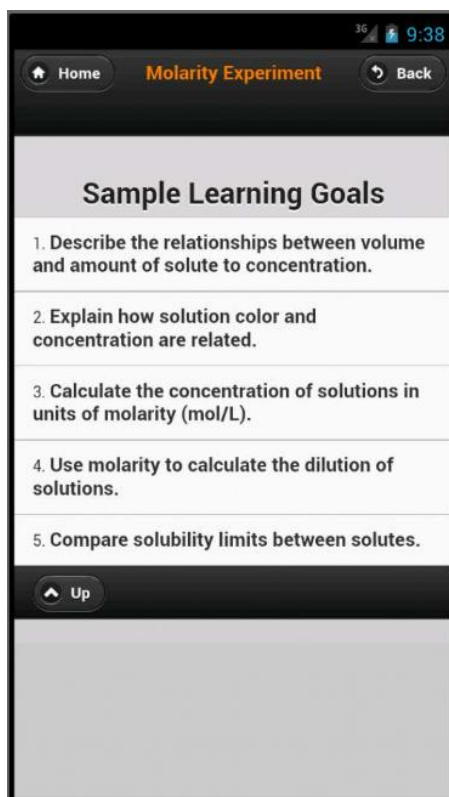 3G 9:38
Home Molarity Experiment Back
Sample Learning Goals
1. Describe the relationships between volume
and amount of solute to concentration.
2. Explain how solution color and
concentration are related.
3. Calculate the concentration of solutions in
units of molarity (mol/L).
4. Use molarity to calculate the dilution of
solutions.
5. Compare solubility limits between solutes.
Up